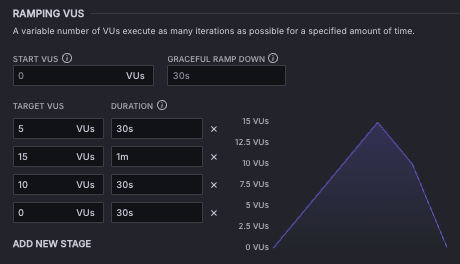 RAMPING VUS
A variable number of VUs execute as many iterations as possible for a specified amount of time.
START VUS
GRACEFUL RAMP DOWN
0 VUs
30s
TARGET VUS
DURATION
5 VUs
30s
15 VUs
1m
10 VUs
30s
0 VUs
30s
ADD NEW STAGE
15 VUs
12.5 VUs
10 VUs
7.5 VUs
5 VUs
2.5 VUs
0 VUs